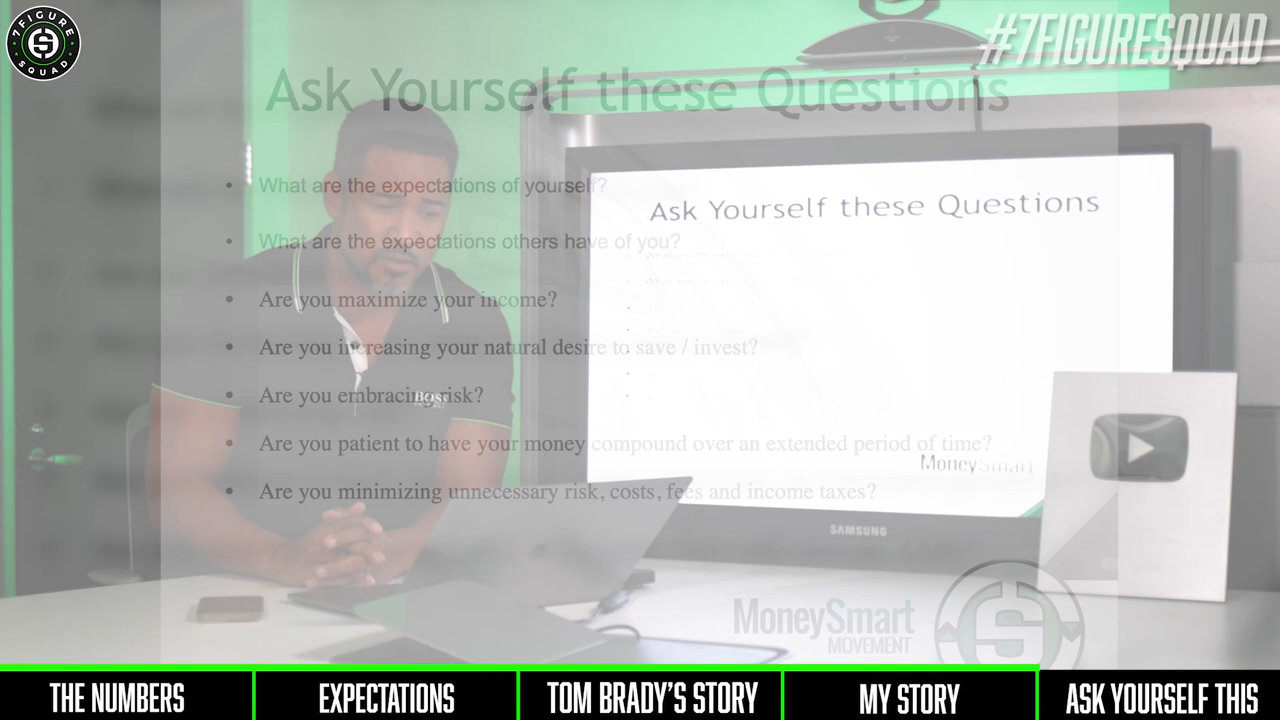 7FIGURE
SQUAD
#7FIGURESQUAD
Ask Yourself these Questions
• What are the expectations of yourself?
• What are the expectations others have of you?
• Are you maximize your income?
• Are you increasing your natural desire to save / invest?.
• Are you embracing risk?
• Are you patient to have your money compound over an extended period of time?
• Are you minimizing unnecessary risk, costs, fees and income taxes?
Ask Yourself these Questions
MoneySmart
BOSS
SAMSUNG
MoneySmart
MOVEMENT
THE NUMBERS
EXPECTATIONS
TOM BRADY'S STORY
MY STORY
ASK YOURSELF THIS